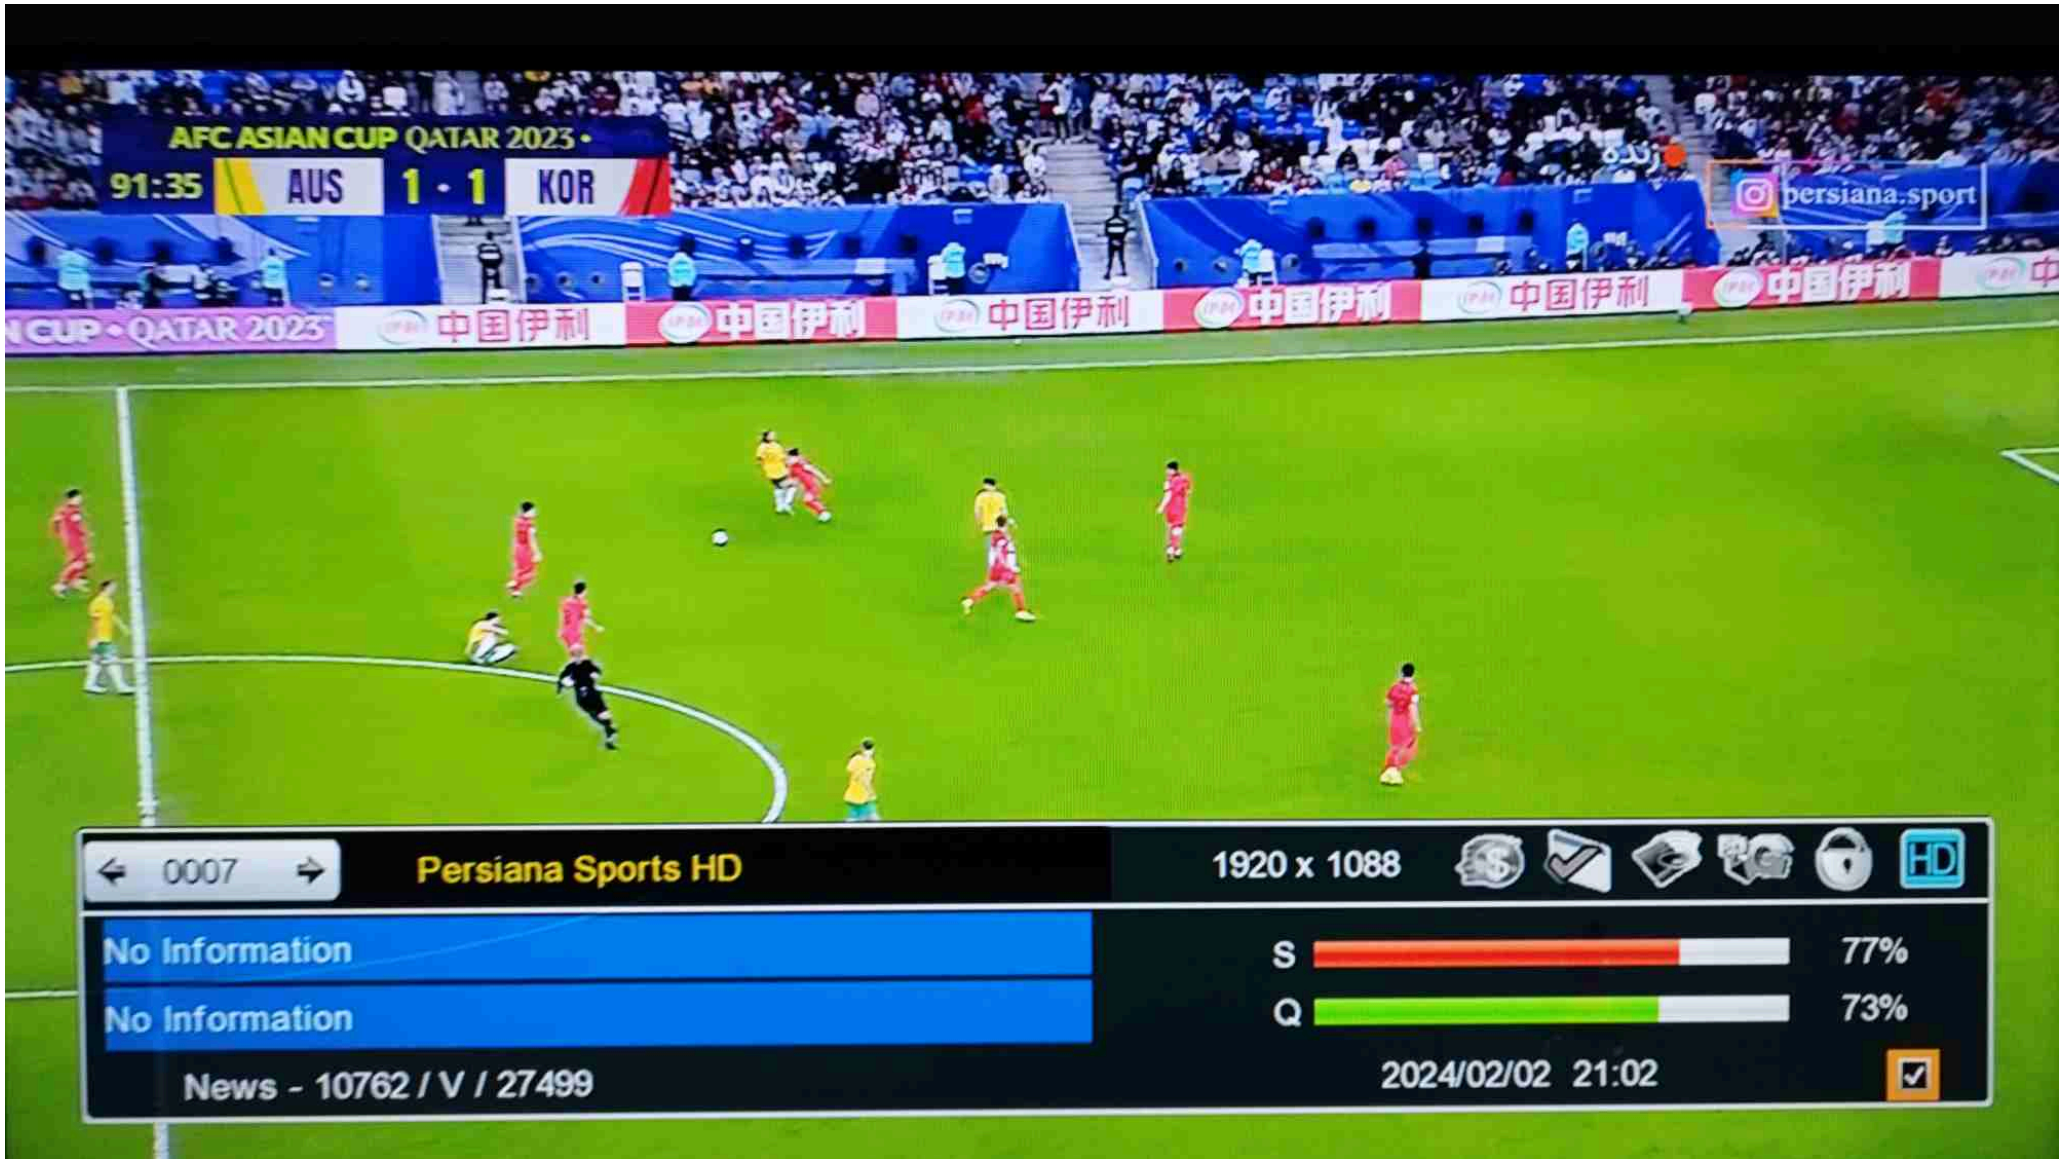 AFC ASIAN CUP QATAR 2023
91:35 AUS 1 - 1 KOR
زنده
persiana.sport
N CUP • QATAR 2023 中国伊利 中国伊利 中国伊利 中国伊利 中国伊利 中国伊利 中
0007 Persiana Sports HD 1920 x 1088 HD
No Information
S 77%
No Information
Q 73%
News - 10762 / V / 27499 2024/02/02 21:02